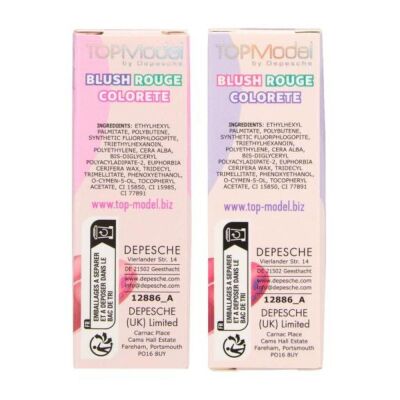 TOPModel
by Depesche
BLUSH ROUGE
COLORETE
INGREDIENTS: ETHYLHEXYL
PALMITATE, POLYBUTENE,
SYNTHETIC FLUORPHLOGOPITE,
TRIETHYLHEXANOIN,
POLYETHYLENE, CERA ALBA,
BIS-DIGLYCERYL
POLYACYLADIPATE-2, EUPHORBIA
CERIFERA WAX, TRIDECYL
TRIMELLITATE, PHENOXYETHANOL,
O-CYMEN-5-OL, TOCOPHERYL
ACETATE, CI 15850, CI 15985,
CI 77891
www.top-model.biz
FR
EMBALLAGES A SEPARER
ET A DEPOSER DANS LE
BAC DE TRI
DEPESCHE
Vierlander Str. 14
DE 21502 Geesthacht
www.depesche.com
12886_A
DEPESCHE
(UK) Limited
Carnac Place
Cams Hall Estate
Fareham, Portsmouth
PO16 8UY
TOPModel
by Depesche
BLUSH ROUGE
COLORETE
INGREDIENTS: ETHYLHEXYL
PALMITATE, POLYBUTENE,
SYNTHETIC FLUORPHLOGOPITE,
TRIETHYLHEXANOIN,
POLYETHYLENE, CERA ALBA,
BIS-DIGLYCERYL
POLYACYLADIPATE-2, EUPHORBIA
CERIFERA WAX, TRIDECYL
TRIMELLITATE, PHENOXYETHANOL,
O-CYMEN-5-OL, TOCOPHERYL
ACETATE, CI 15850,
CI 77891
www.top-model.biz
FR
EMBALLAGES A SEPARER
ET A DEPOSER DANS LE
BAC DE TRI
DEPESCHE
Vierlander Str. 14
DE 21502 Geesthacht
www.depesche.com
12886_A
DEPESCHE
(UK) Limited
Carnac Place
Cams Hall Estate
Fareham, Portsmouth
PO16 8UY